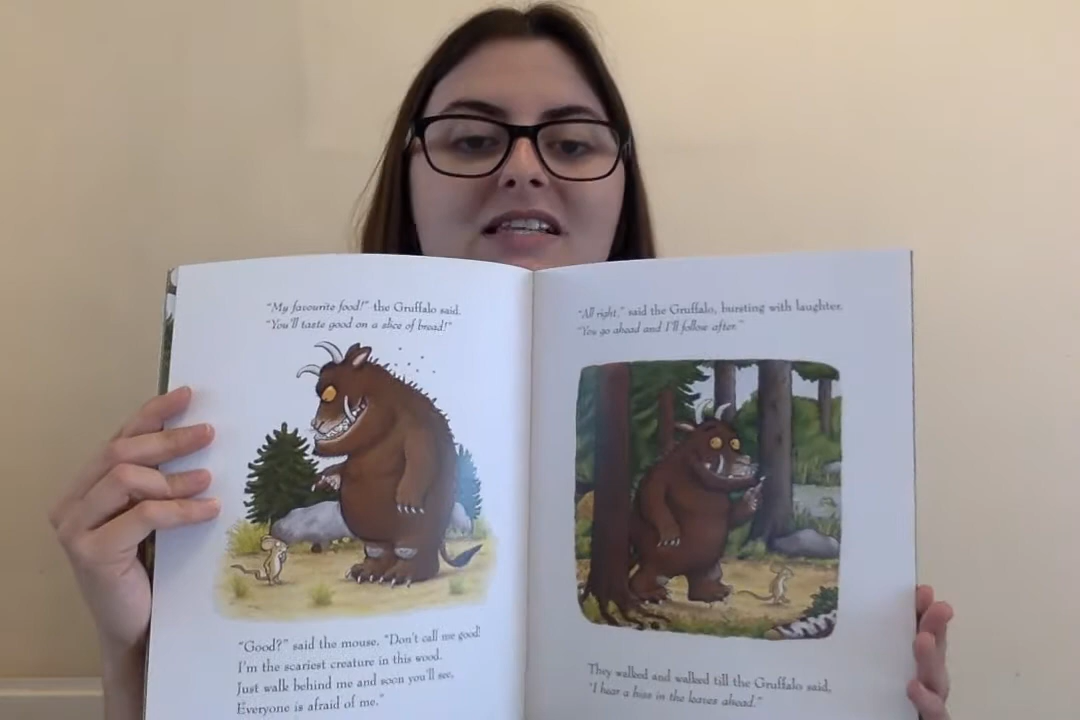 "My favourite food!" the Gruffalo said.
"You'll taste good on a slice of bread!"
"Good?" said the mouse. "Don't call me good!
I'm the scariest creature in this wood.
Just walk behind me and soon you'll see,
Everyone is afraid of me."
"All right," said the Gruffalo, bursting with laughter.
"You go ahead and I'll follow after."
They walked and walked till the Gruffalo said,
"I hear a hiss in the leaves ahead."